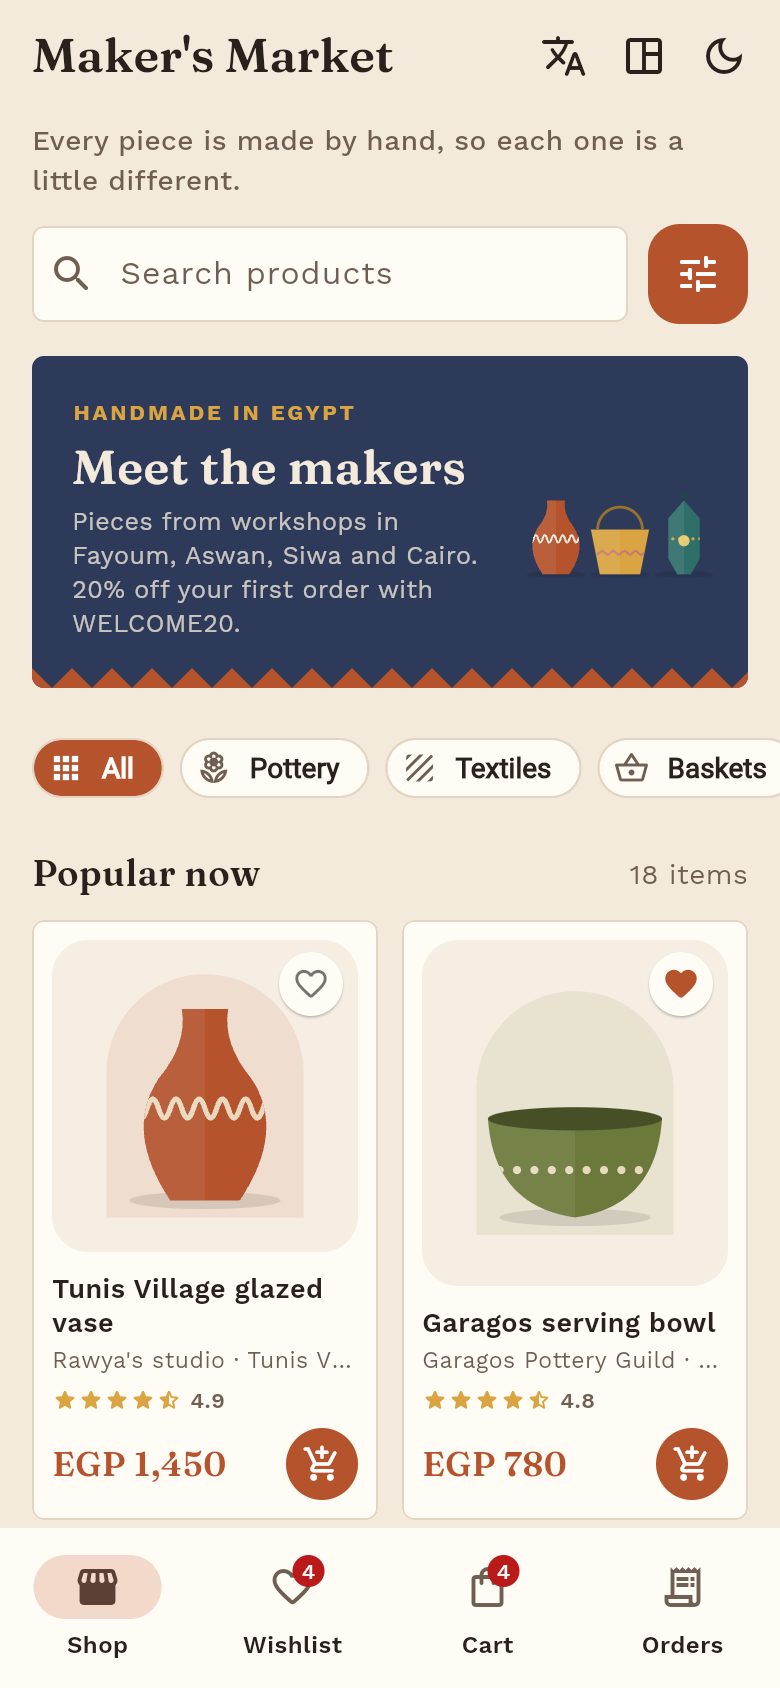 Maker's Market
Every piece is made by hand, so each one is a
little different.
Search products
HANDMADE IN EGYPT
Meet the makers
Pieces from workshops in
Fayoum, Aswan, Siwa and Cairo.
20% off your first order with
WELCOME20.
All
Pottery
Textiles
Baskets
Popular now
18 items
Tunis Village glazed
vase
Rawya's studio · Tunis V...
4.9
EGP 1,450
Garagos serving bowl
Garagos Pottery Guild · ...
4.8
EGP 780
4
4
Shop
Wishlist
Cart
Orders